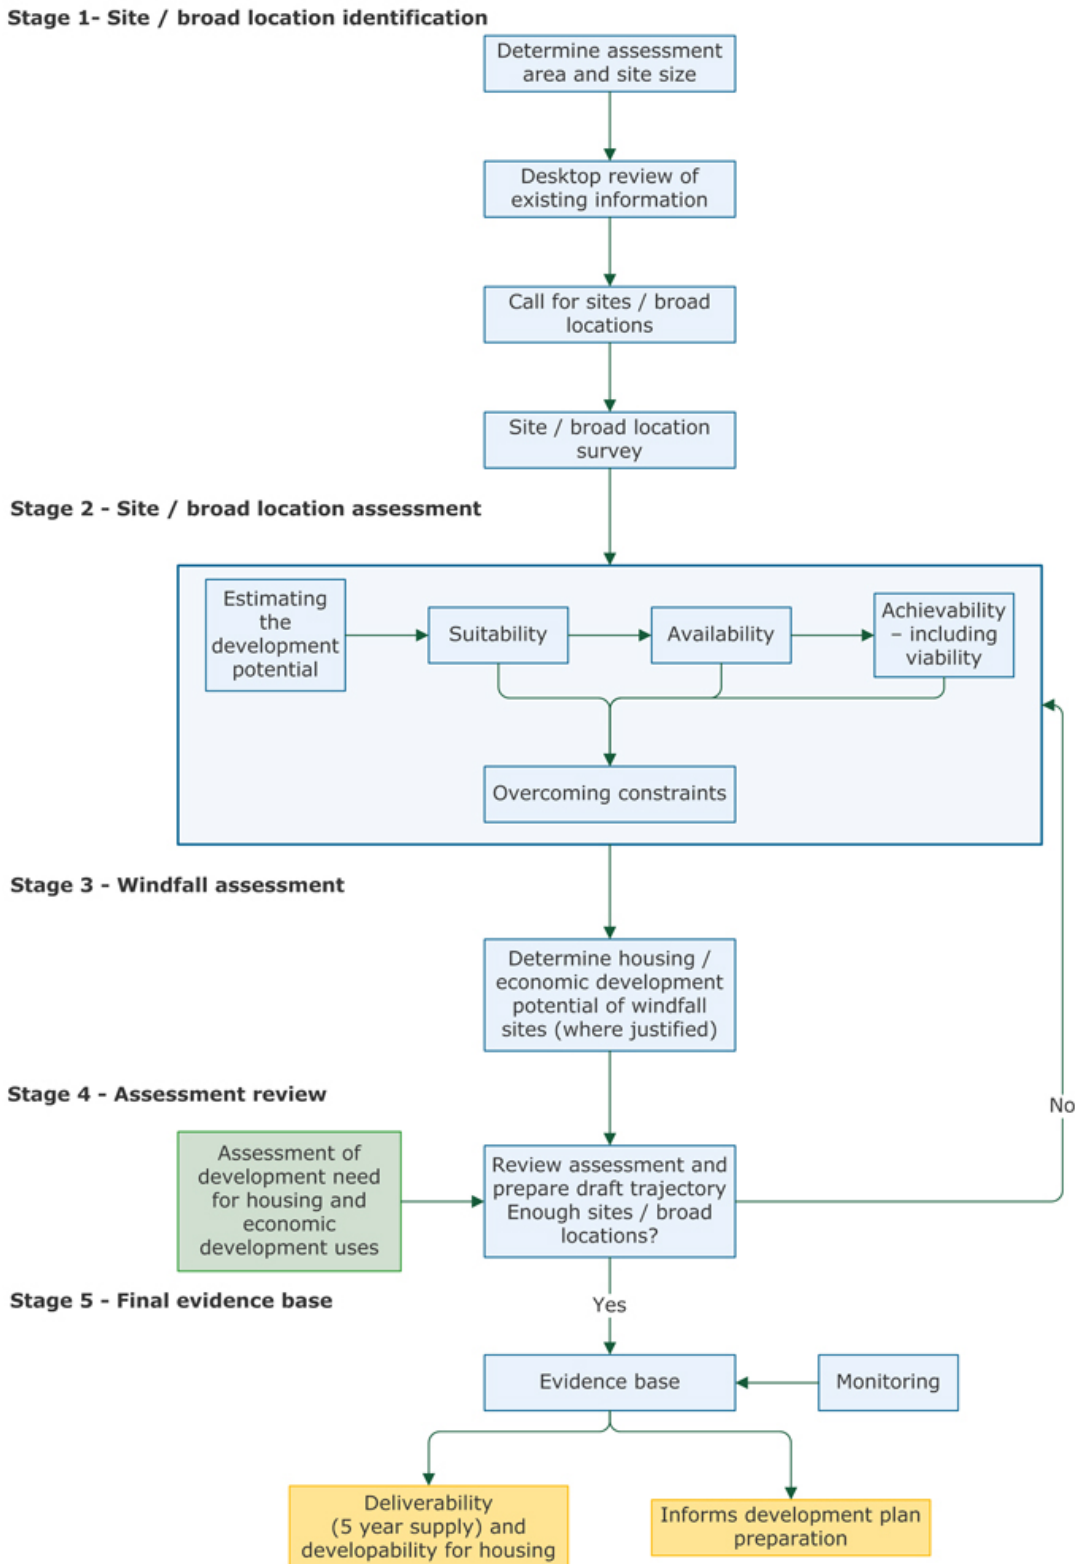 Stage 1- Site / broad location identification
Determine assessment
area and site size
Desktop review of
existing information
Call for sites / broad
locations
Site / broad location
survey
Stage 2 - Site / broad location assessment
Estimating
the
development
potential
Suitability
Availability
Achievability
– including
viability
Overcoming constraints
Stage 3 - Windfall assessment
Determine housing /
economic development
potential of windfall
sites (where justified)
Stage 4 - Assessment review
No
Assessment of
development need
for housing and
economic
development uses
Review assessment and
prepare draft trajectory
Enough sites / broad
locations?
Stage 5 - Final evidence base
Yes
Evidence base
Monitoring
Deliverability
(5 year supply) and
developability for housing
Informs development plan
preparation